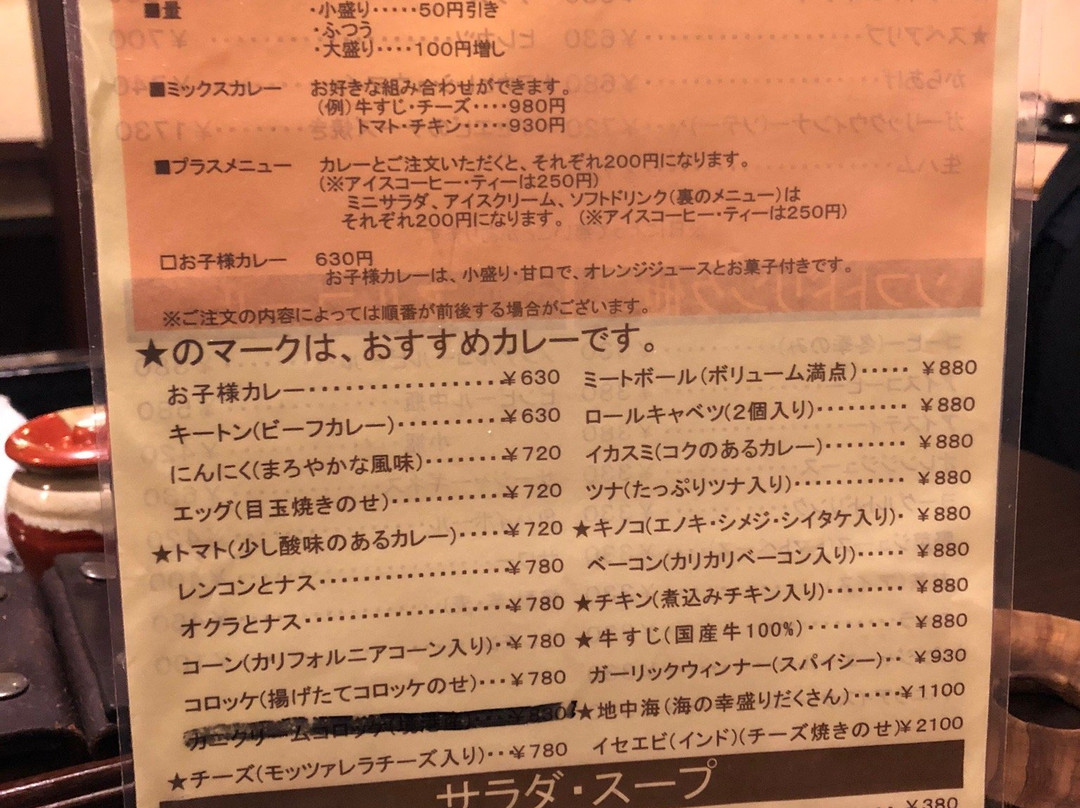 ■量 ・小盛り・・・・・50円引き
・ふつう
・大盛り・・・・100円増し
■ミックスカレー お好きな組み合わせができます。
(例)牛すじ・チーズ・・・・980円
トマト・チキン・・・・・930円
■プラスメニュー カレーとご注文いただくと、それぞれ200円になります。
(※アイスコーヒー・ティーは250円)
ミニサラダ、アイスクリーム、ソフトドリンク(裏のメニュー)は
それぞれ200円になります。(※アイスコーヒー・ティーは250円)
□お子様カレー 630円
お子様カレーは、小盛り・甘口で、オレンジジュースとお菓子付きです。
※ご注文の内容によっては順番が前後する場合がございます。
★のマークは、おすすめカレーです。
お子様カレー・・・・・・・・・・・・・・・・・¥630
キートン(ビーフカレー)・・・・・・・・・¥630
にんにく(まろやかな風味)・・・・・・・¥720
エッグ(目玉焼きのせ)・・・・・・・・・・¥720
★トマト(少し酸味のあるカレー)・・・・¥720
レンコンとナス・・・・・・・・・・・・・・・・¥780
オクラとナス・・・・・・・・・・・・・・・・・¥780
コーン(カリフォルニアコーン入り)・・¥780
コロッケ(揚げたてコロッケのせ)・・・¥780
★チーズ(モッツァレラチーズ入り)・・・¥780
ミートボール(ボリューム満点)・・・・・¥880
ロールキャベツ(2個入り)・・・・・・・・¥880
イカスミ(コクのあるカレー)・・・・・・・¥880
ツナ(たっぷりツナ入り)・・・・・・・・・¥880
★キノコ(エノキ・シメジ・シイタケ入り)・¥880
ベーコン(カリカリベーコン入り)・・・・¥880
★チキン(煮込みチキン入り)・・・・・・・¥880
★牛すじ(国産牛100%)・・・・・・・・¥880
ガーリックウィンナー(スパイシー)・・¥930
★地中海(海の幸盛りだくさん)・・・・・¥1100
イセエビ(インド)(チーズ焼きのせ)¥2100
サラダ・スープ
¥380